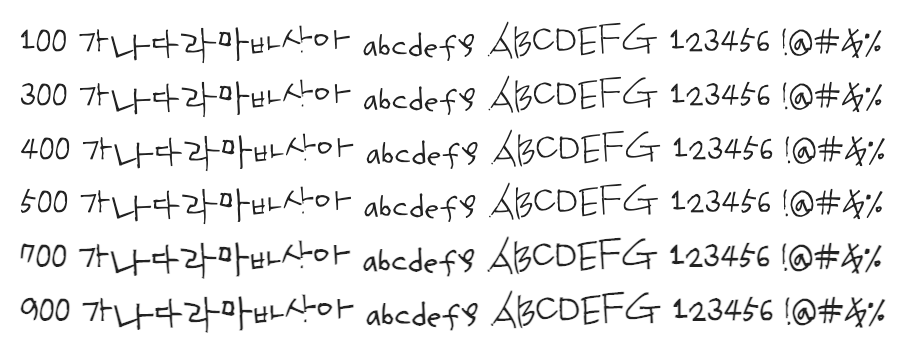 100 가나다라마바사아 abcdefg ABCDEFG 123456 !@#$%
300 가나다라마바사아 abcdefg ABCDEFG 123456 !@#$%
400 가나다라마바사아 abcdefg ABCDEFG 123456 !@#$%
500 가나다라마바사아 abcdefg ABCDEFG 123456 !@#$%
700 가나다라마바사아 abcdefg ABCDEFG 123456 !@#$%
900 가나다라마바사아 abcdefg ABCDEFG 123456 !@#$%